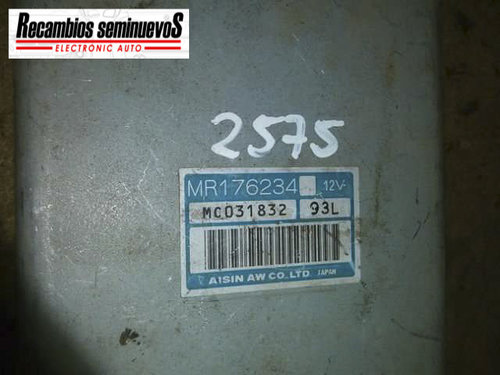 Recambios seminuevoS
ELECTRONIC AUTO
2575
MR176234 12V
MC031832 93L
AISIN AW CO.,LTD JAPAN